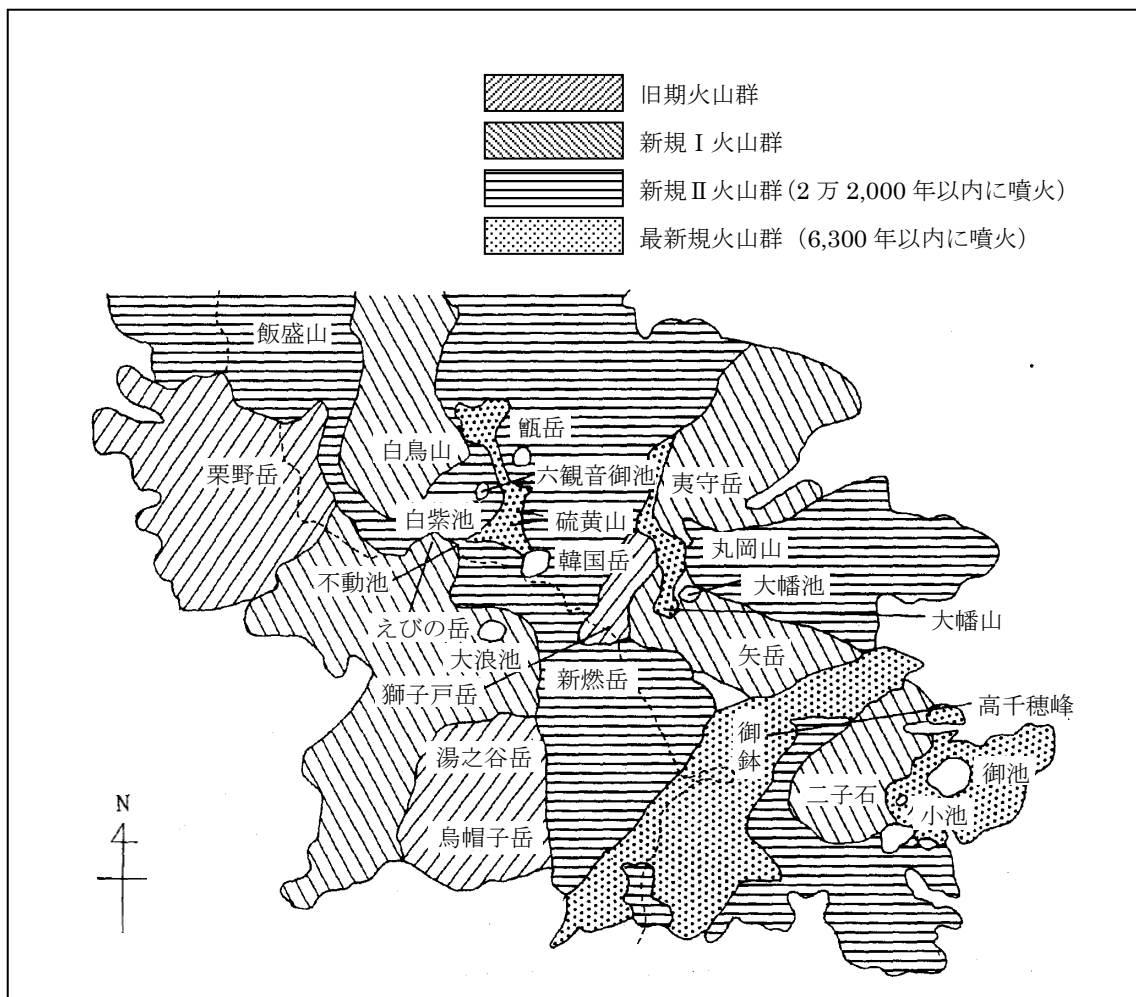 旧期火山群
新規Ⅰ火山群
新規Ⅱ火山群(2万2,000年以内に噴火)
最新規火山群（6,300年以内に噴火）
飯盛山
甑岳
白鳥山
六観音御池
栗野岳
夷守岳
白紫池
硫黄山
丸岡山
韓国岳
不動池
大幡池
えびの岳
大幡山
大浪池
矢岳
獅子戸岳
新燃岳
高千穂峰
御鉢
湯之谷岳
御池
二子石
小池
烏帽子岳
N